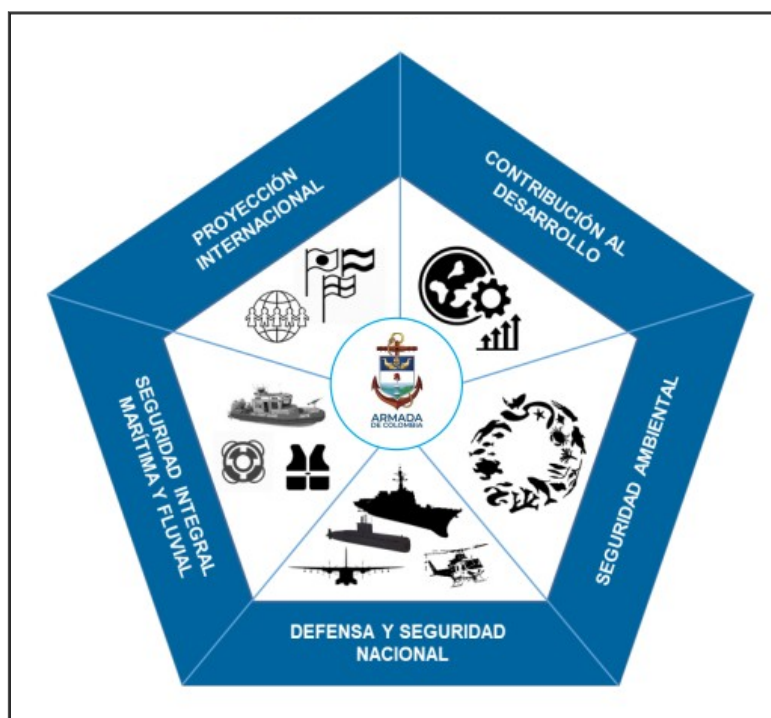 PROYECCIÓN
INTERNACIONAL
CONTRIBUCIÓN AL
DESARROLLO
SEGURIDAD INTEGRAL
MARÍTIMA Y FLUVIAL
ARMADA
DE COLOMBIA
SEGURIDAD AMBIENTAL
DEFENSA Y SEGURIDAD
NACIONAL